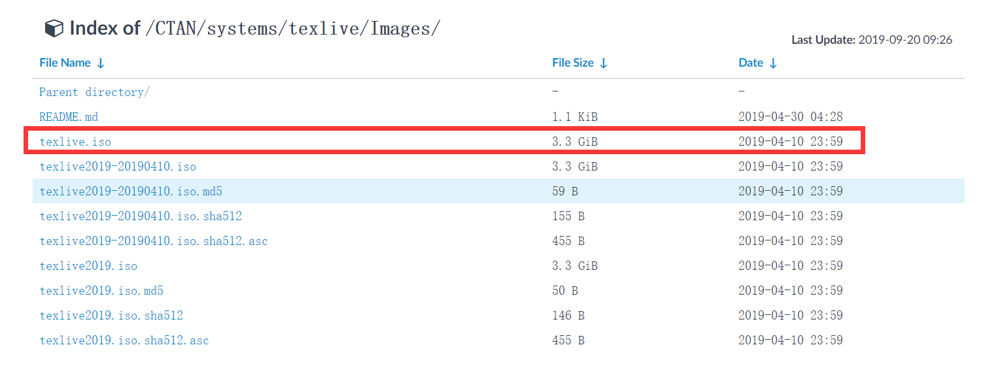 Index of /CTAN/systems/texlive/Images/
Last Update: 2019-09-20 09:26
File Name ↓ File Size ↓ Date ↓
Parent directory/ - -
README.md 1.1 KiB 2019-04-30 04:28
texlive.iso 3.3 GiB 2019-04-10 23:59
texlive2019-20190410.iso 3.3 GiB 2019-04-10 23:59
texlive2019-20190410.iso.md5 59 B 2019-04-10 23:59
texlive2019-20190410.iso.sha512 155 B 2019-04-10 23:59
texlive2019-20190410.iso.sha512.asc 455 B 2019-04-10 23:59
texlive2019.iso 3.3 GiB 2019-04-10 23:59
texlive2019.iso.md5 50 B 2019-04-10 23:59
texlive2019.iso.sha512 146 B 2019-04-10 23:59
texlive2019.iso.sha512.asc 455 B 2019-04-10 23:59